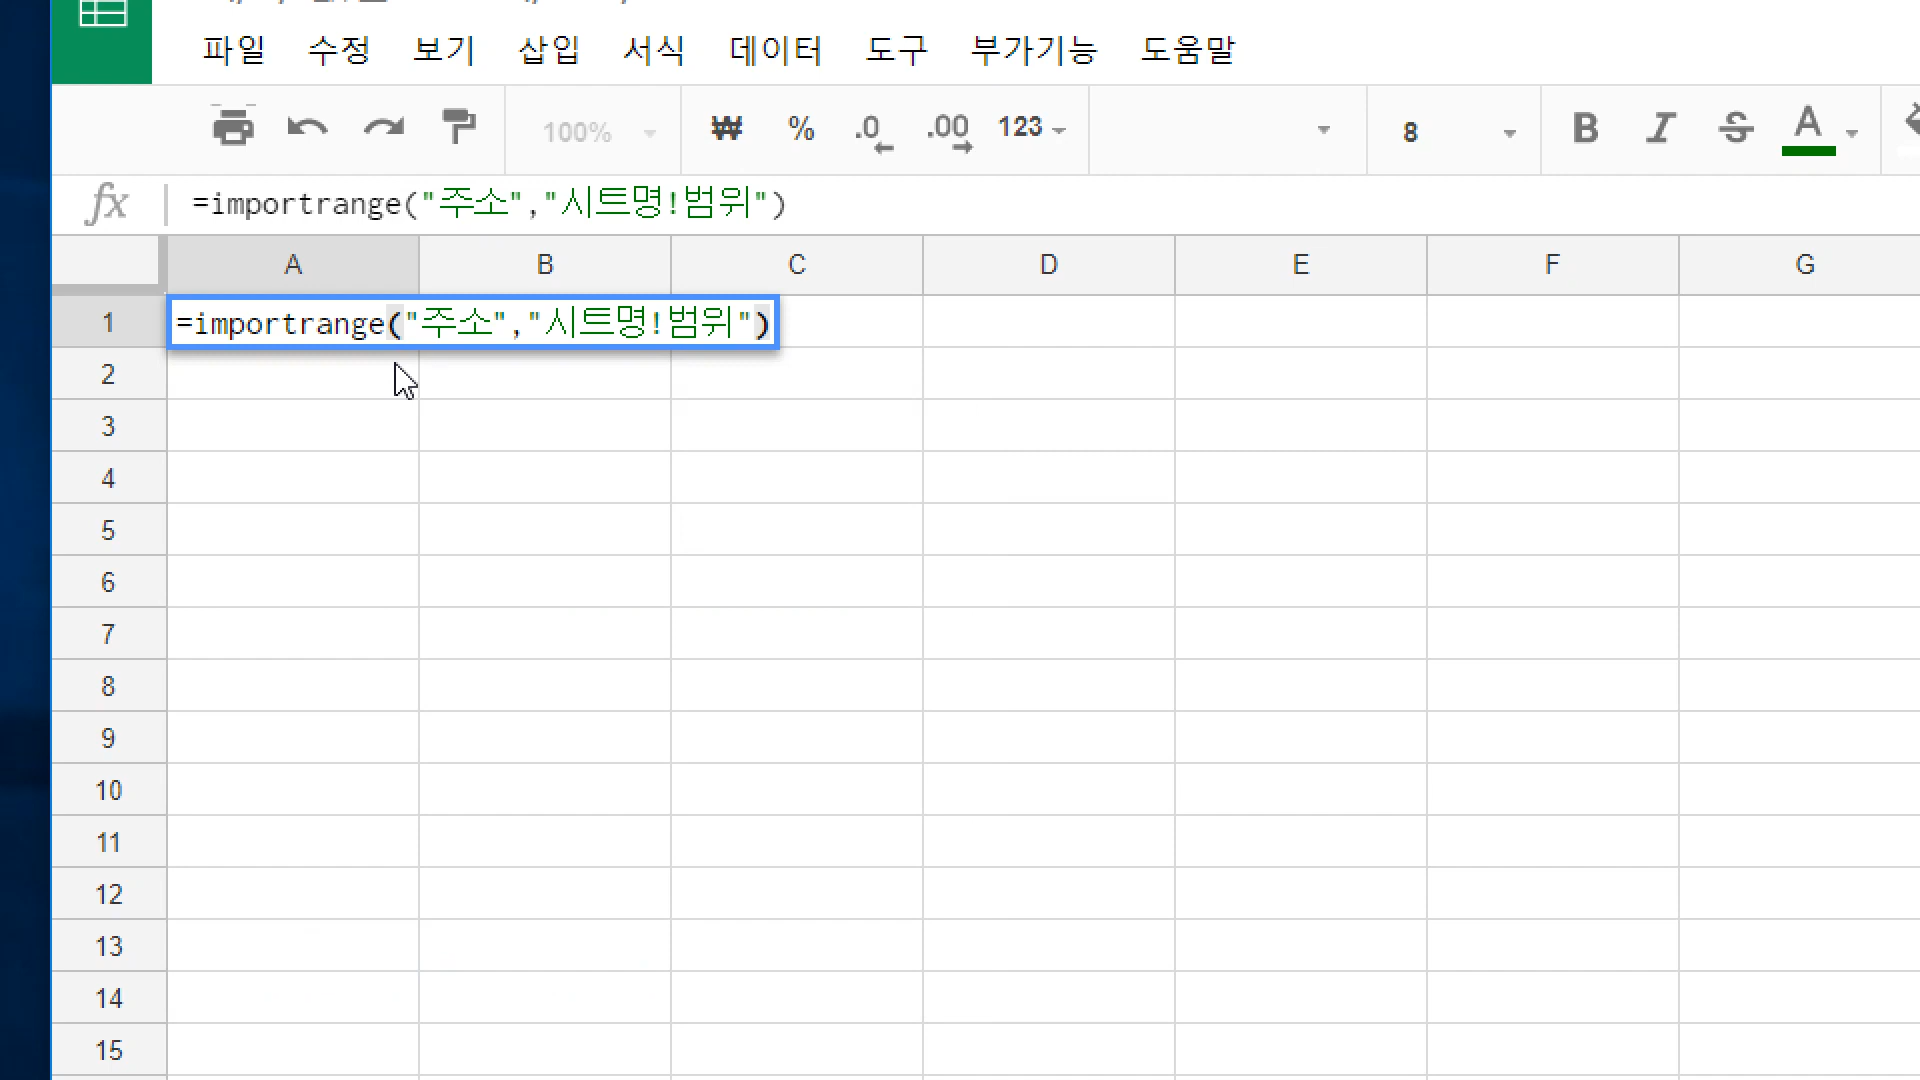 파일 수정 보기 삽입 서식 데이터 도구 부가기능 도움말
100% ₩ % .0 .00 123 8 B I S A
fx =importrange("주소","시트명!범위")
A B C D E F G
1 =importrange("주소","시트명!범위")
2
3
4
5
6
7
8
9
10
11
12
13
14
15